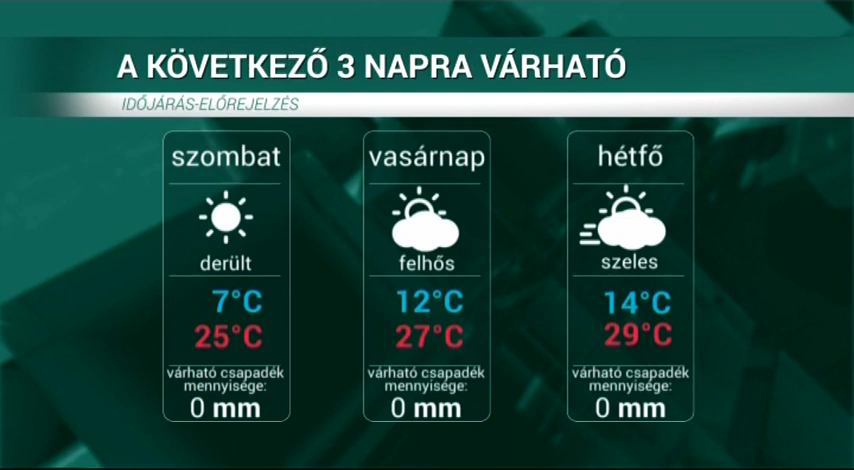 A KÖVETKEZŐ 3 NAPRA VÁRHATÓ
IDŐJÁRÁS-ELŐREJELZÉS
szombat
derült
7°C
25°C
várható csapadék
mennyisége:
0 mm
vasárnap
felhős
12°C
27°C
várható csapadék
mennyisége:
0 mm
hétfő
szeles
14°C
29°C
várható csapadék
mennyisége:
0 mm